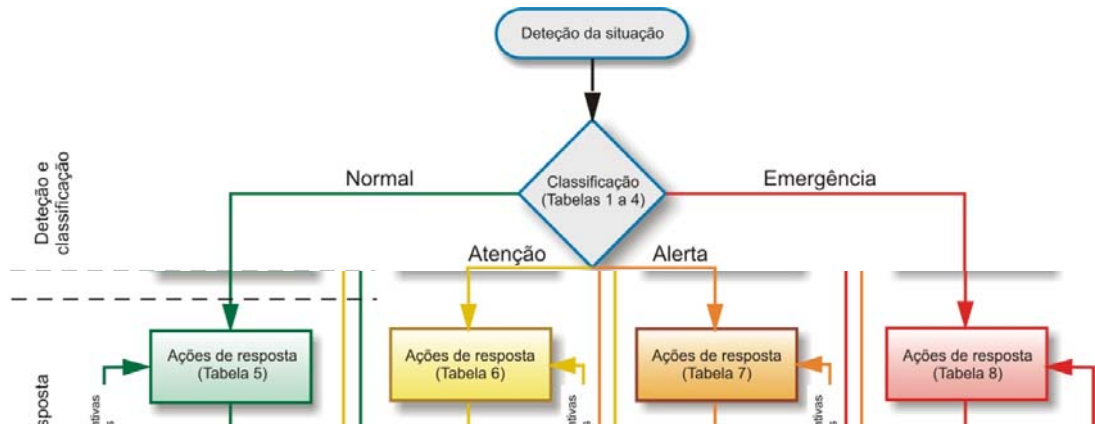 Deteção da situação
Deteção e
classificação
Normal
Classificação
(Tabelas 1 a 4)
Emergência
Atenção
Alerta
Ações de resposta
(Tabela 5)
Ações de resposta
(Tabela 6)
Ações de resposta
(Tabela 7)
Ações de resposta
(Tabela 8)